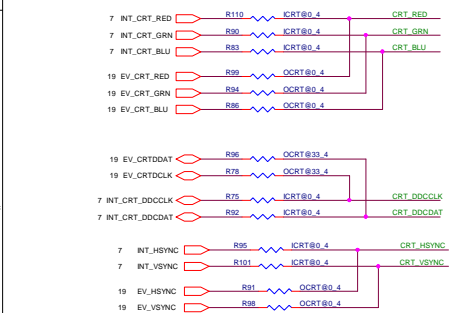 7 INT_CRT_RED R110 ICRT@0_4 CRT_RED
7 INT_CRT_GRN R90 ICRT@0_4 CRT_GRN
7 INT_CRT_BLU R83 ICRT@0_4 CRT_BLU
19 EV_CRT_RED R99 OCRT@0_4
19 EV_CRT_GRN R94 OCRT@0_4
19 EV_CRT_BLU R86 OCRT@0_4
19 EV_CRTDDAT R96 OCRT@33_4
19 EV_CRTDCLK R78 OCRT@33_4
7 INT_CRT_DDCCLK R75 ICRT@0_4 CRT_DDCCLK
7 INT_CRT_DDCDAT R92 ICRT@0_4 CRT_DDCDAT
7 INT_HSYNC R95 ICRT@0_4 CRT_HSYNC
7 INT_VSYNC R101 ICRT@0_4 CRT_VSYNC
19 EV_HSYNC R91 OCRT@0_4
19 EV_VSYNC R98 OCRT@0_4